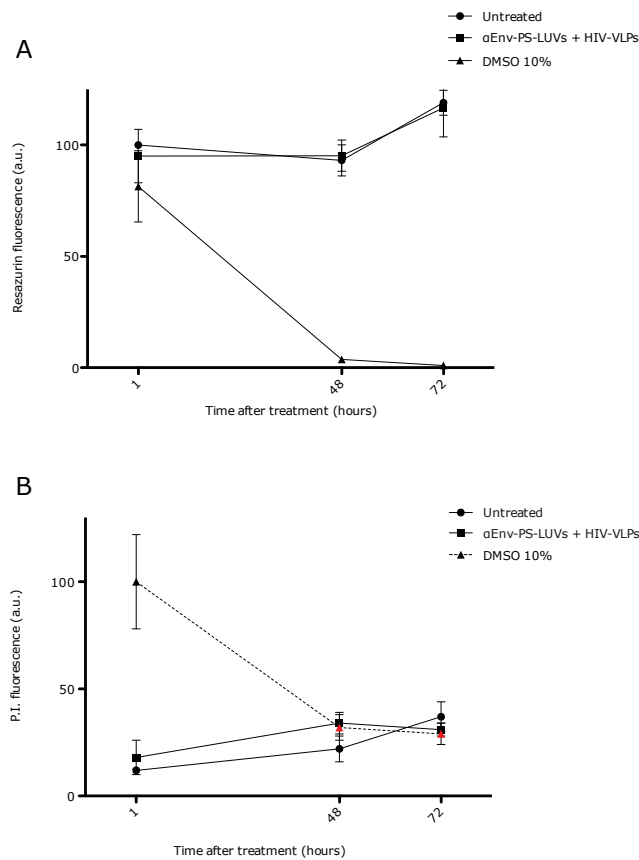 A
Untreated
αEnv-PS-LUVs + HIV-VLPs
DMSO 10%
Resazurin fluorescence (a.u.)
100
50
0
1
48
72
Time after treatment (hours)
B
Untreated
αEnv-PS-LUVs + HIV-VLPs
DMSO 10%
P.I. fluorescence (a.u.)
100
50
0
1
48
72
Time after treatment (hours)